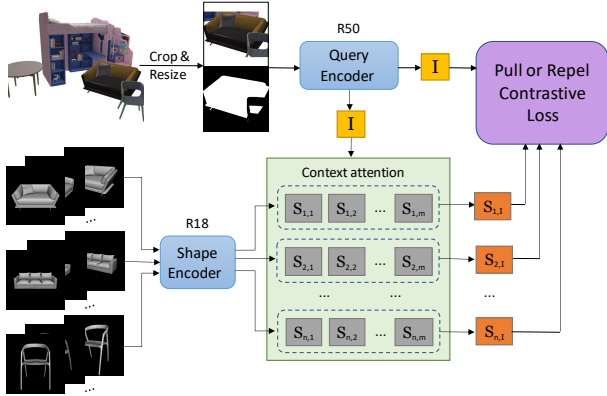 R50
Crop &
Resize
Query
Encoder
I
Pull or Repel
Contrastive
Loss
I
Context attention
R18
Shape
Encoder
S1,1 S1,2 ... S1,m
S1,I
S2,1 S2,2 ... S2,m
S2,I
... ...
...
Sn,1 Sn,2 ... Sn,m
Sn,I
...
...
...